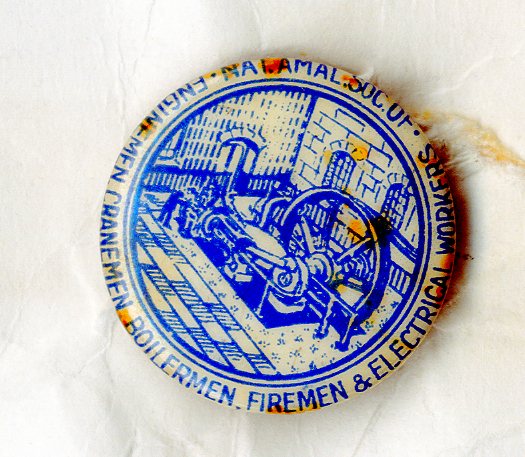 NAT. AMAL. SOC. OF · ENGINEMEN, CRANEMEN, BOILERMEN, FIREMEN & ELECTRICAL WORKERS ·